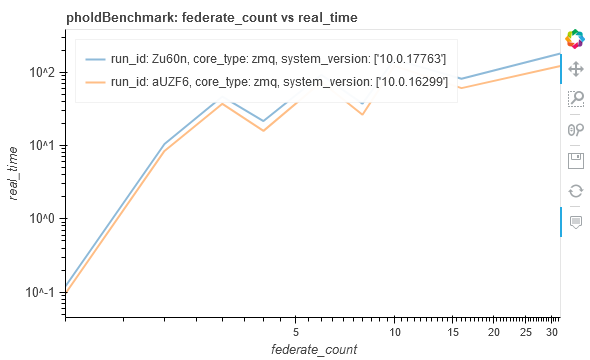 pholdBenchmark: federate_count vs real_time
run_id: Zu60n, core_type: zmq, system_version: ['10.0.17763']
run_id: aUZF6, core_type: zmq, system_version: ['10.0.16299']
10^2
10^1
10^0
10^-1
real_time
5 10 15 20 25 30
federate_count